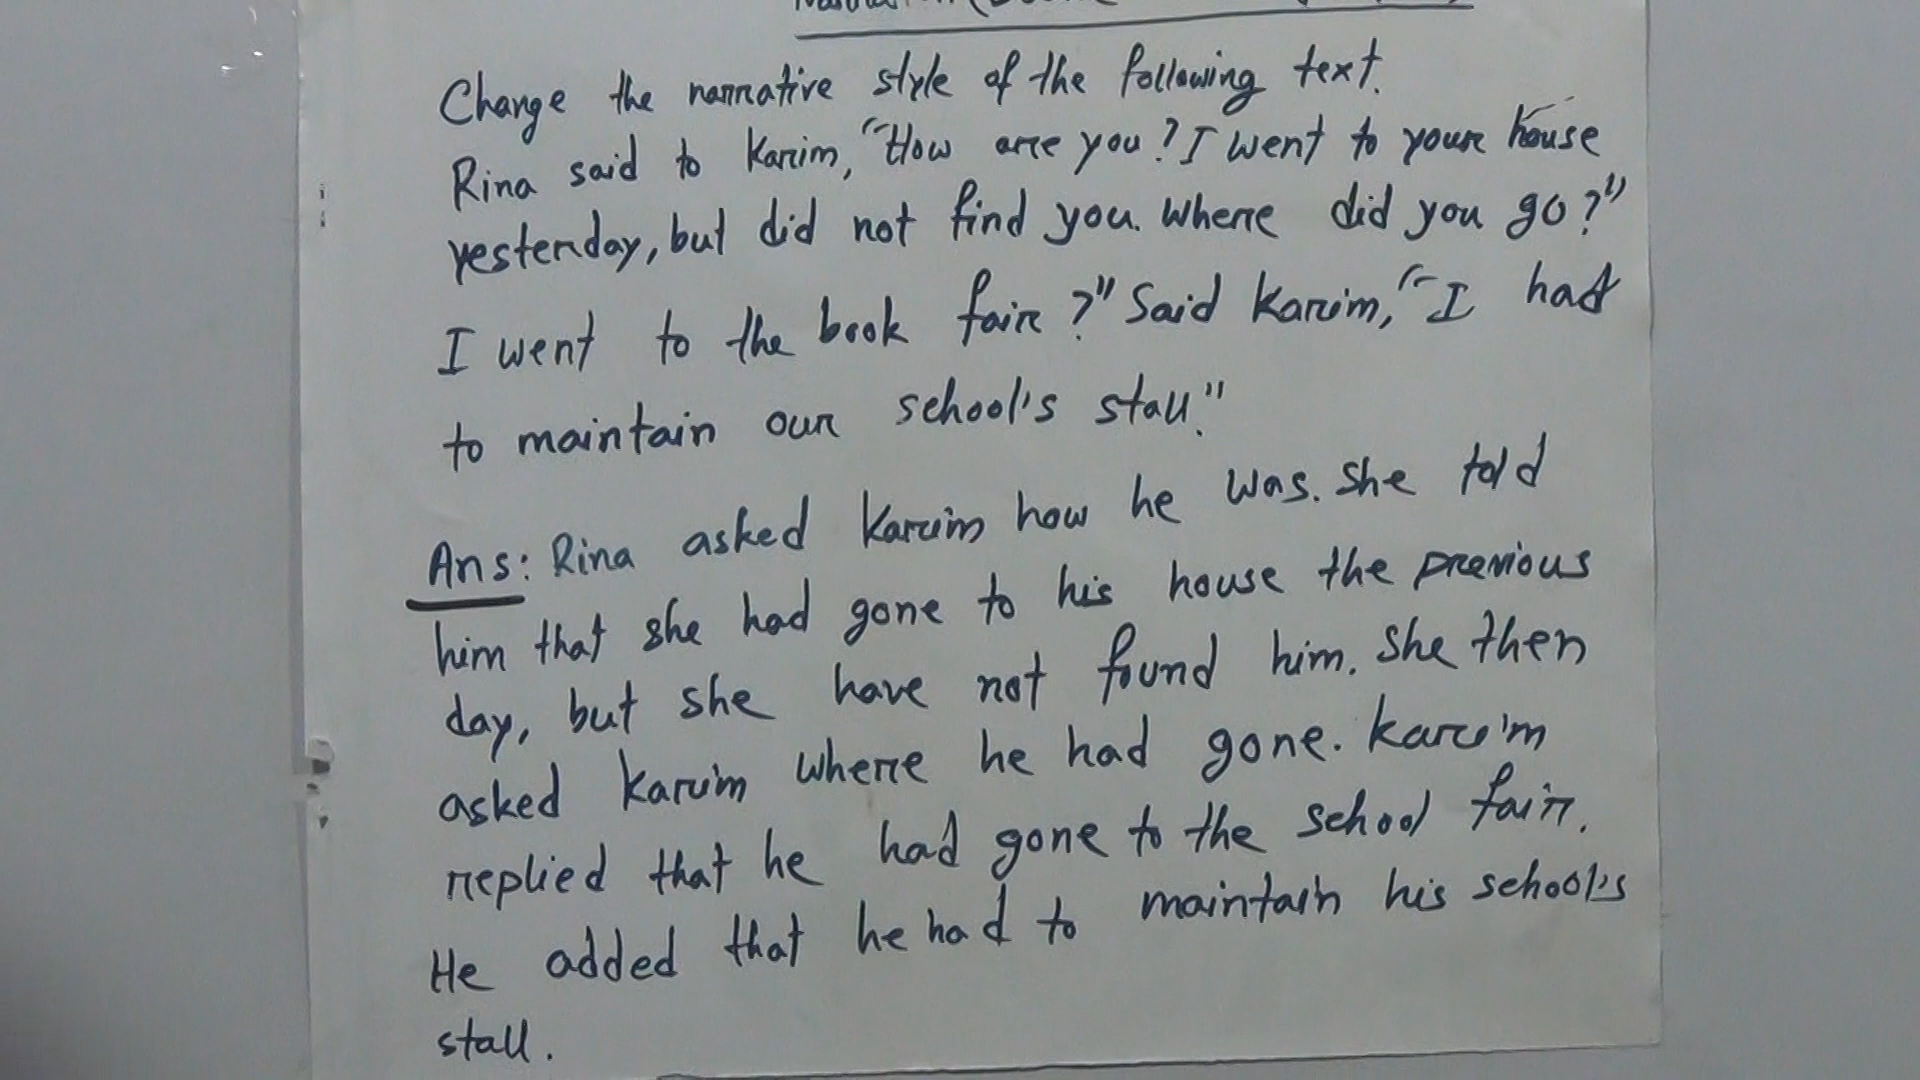 Change the narrative style of the following text.
Rina said to Karim, "How are you? I went to your house
yesterday, but did not find you. Where did you go?"
I went to the book fair?" Said Karim, "I had
to maintain our school's stall."
Ans: Rina asked Karim how he was. She told
him that she had gone to his house the previous
day, but she have not found him. She then
asked Karim where he had gone. Karim
replied that he had gone to the school fair.
He added that he had to maintain his school's
stall.